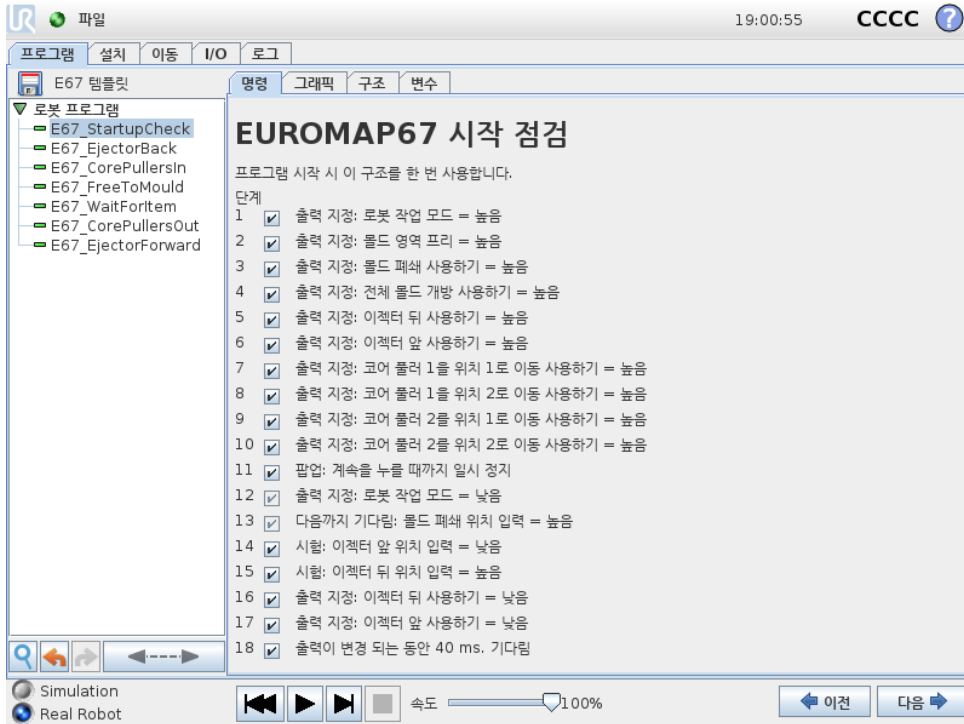 UR 파일 19:00:55 CCCC ?
프로그램 설치 이동 I/O 로그
E67 템플릿
명령 그래픽 구조 변수
로봇 프로그램
E67_StartupCheck
E67_EjectorBack
E67_CorePullersIn
E67_FreeToMould
E67_WaitForItem
E67_CorePullersOut
E67_EjectorForward
EUROMAP67 시작 점검
프로그램 시작 시 이 구조를 한 번 사용합니다.
단계
1 출력 지정: 로봇 작업 모드 = 높음
2 출력 지정: 몰드 영역 프리 = 높음
3 출력 지정: 몰드 폐쇄 사용하기 = 높음
4 출력 지정: 전체 몰드 개방 사용하기 = 높음
5 출력 지정: 이젝터 뒤 사용하기 = 높음
6 출력 지정: 이젝터 앞 사용하기 = 높음
7 출력 지정: 코어 풀러 1을 위치 1로 이동 사용하기 = 높음
8 출력 지정: 코어 풀러 1을 위치 2로 이동 사용하기 = 높음
9 출력 지정: 코어 풀러 2를 위치 1로 이동 사용하기 = 높음
10 출력 지정: 코어 풀러 2를 위치 2로 이동 사용하기 = 높음
11 팝업: 계속을 누를 때까지 일시 정지
12 출력 지정: 로봇 작업 모드 = 낮음
13 다음까지 기다림: 몰드 폐쇄 위치 입력 = 높음
14 시험: 이젝터 앞 위치 입력 = 낮음
15 시험: 이젝터 뒤 위치 입력 = 높음
16 출력 지정: 이젝터 뒤 사용하기 = 낮음
17 출력 지정: 이젝터 앞 사용하기 = 낮음
18 출력이 변경 되는 동안 40 ms. 기다림
Simulation
Real Robot
속도 100%
이전 다음